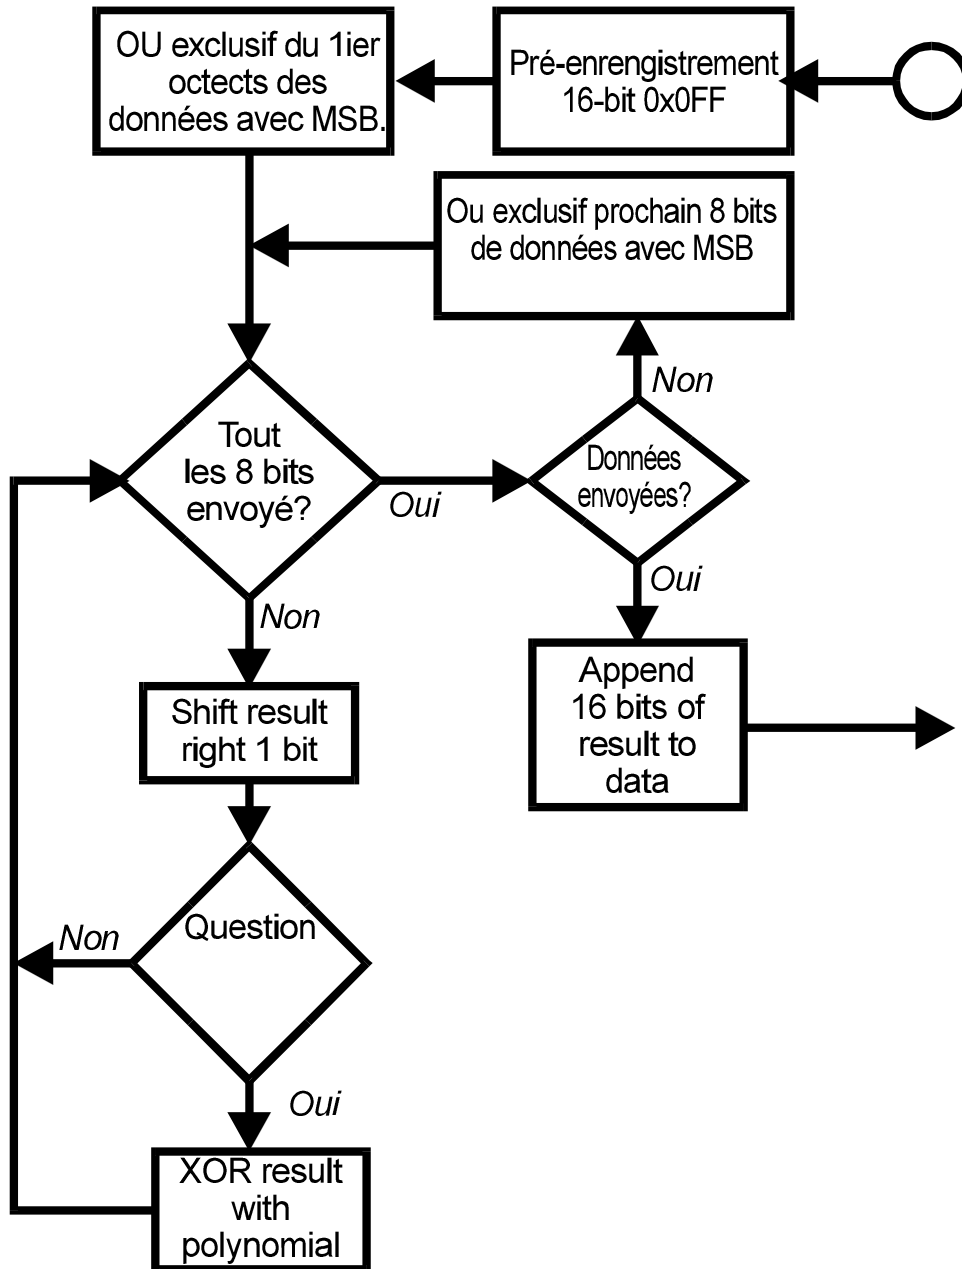 OU exclusif du 1ier
octects des
données avec MSB.
Pré-enrengistrement
16-bit 0x0FF
Ou exclusif prochain 8 bits
de données avec MSB
Non
Tout
les 8 bits
envoyé?
Oui
Données
envoyées?
Oui
Non
Append
16 bits of
result to
data
Shift result
right 1 bit
Question
Non
Oui
XOR result
with
polynomial